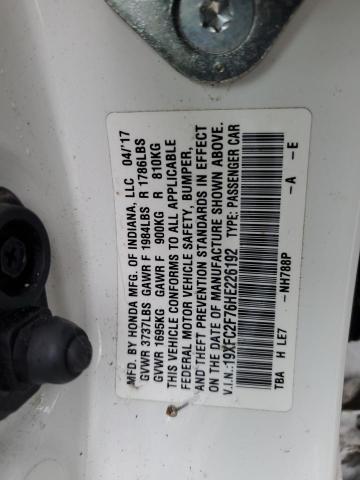 MFD. BY HONDA MFG. OF INDIANA, LLC 04/'17
GVWR 3737LBS GAWR F 1984LBS R 1786LBS
GVWR 1695KG GAWR F 900KG R 810KG
THIS VEHICLE CONFORMS TO ALL APPLICABLE
FEDERAL MOTOR VEHICLE SAFETY, BUMPER,
AND THEFT PREVENTION STANDARDS IN EFFECT
ON THE DATE OF MANUFACTURE SHOWN ABOVE.
V.I.N.:19XFC2F76HE226192 TYPE: PASSENGER CAR
TBA H LE7 -NH788P -A -E